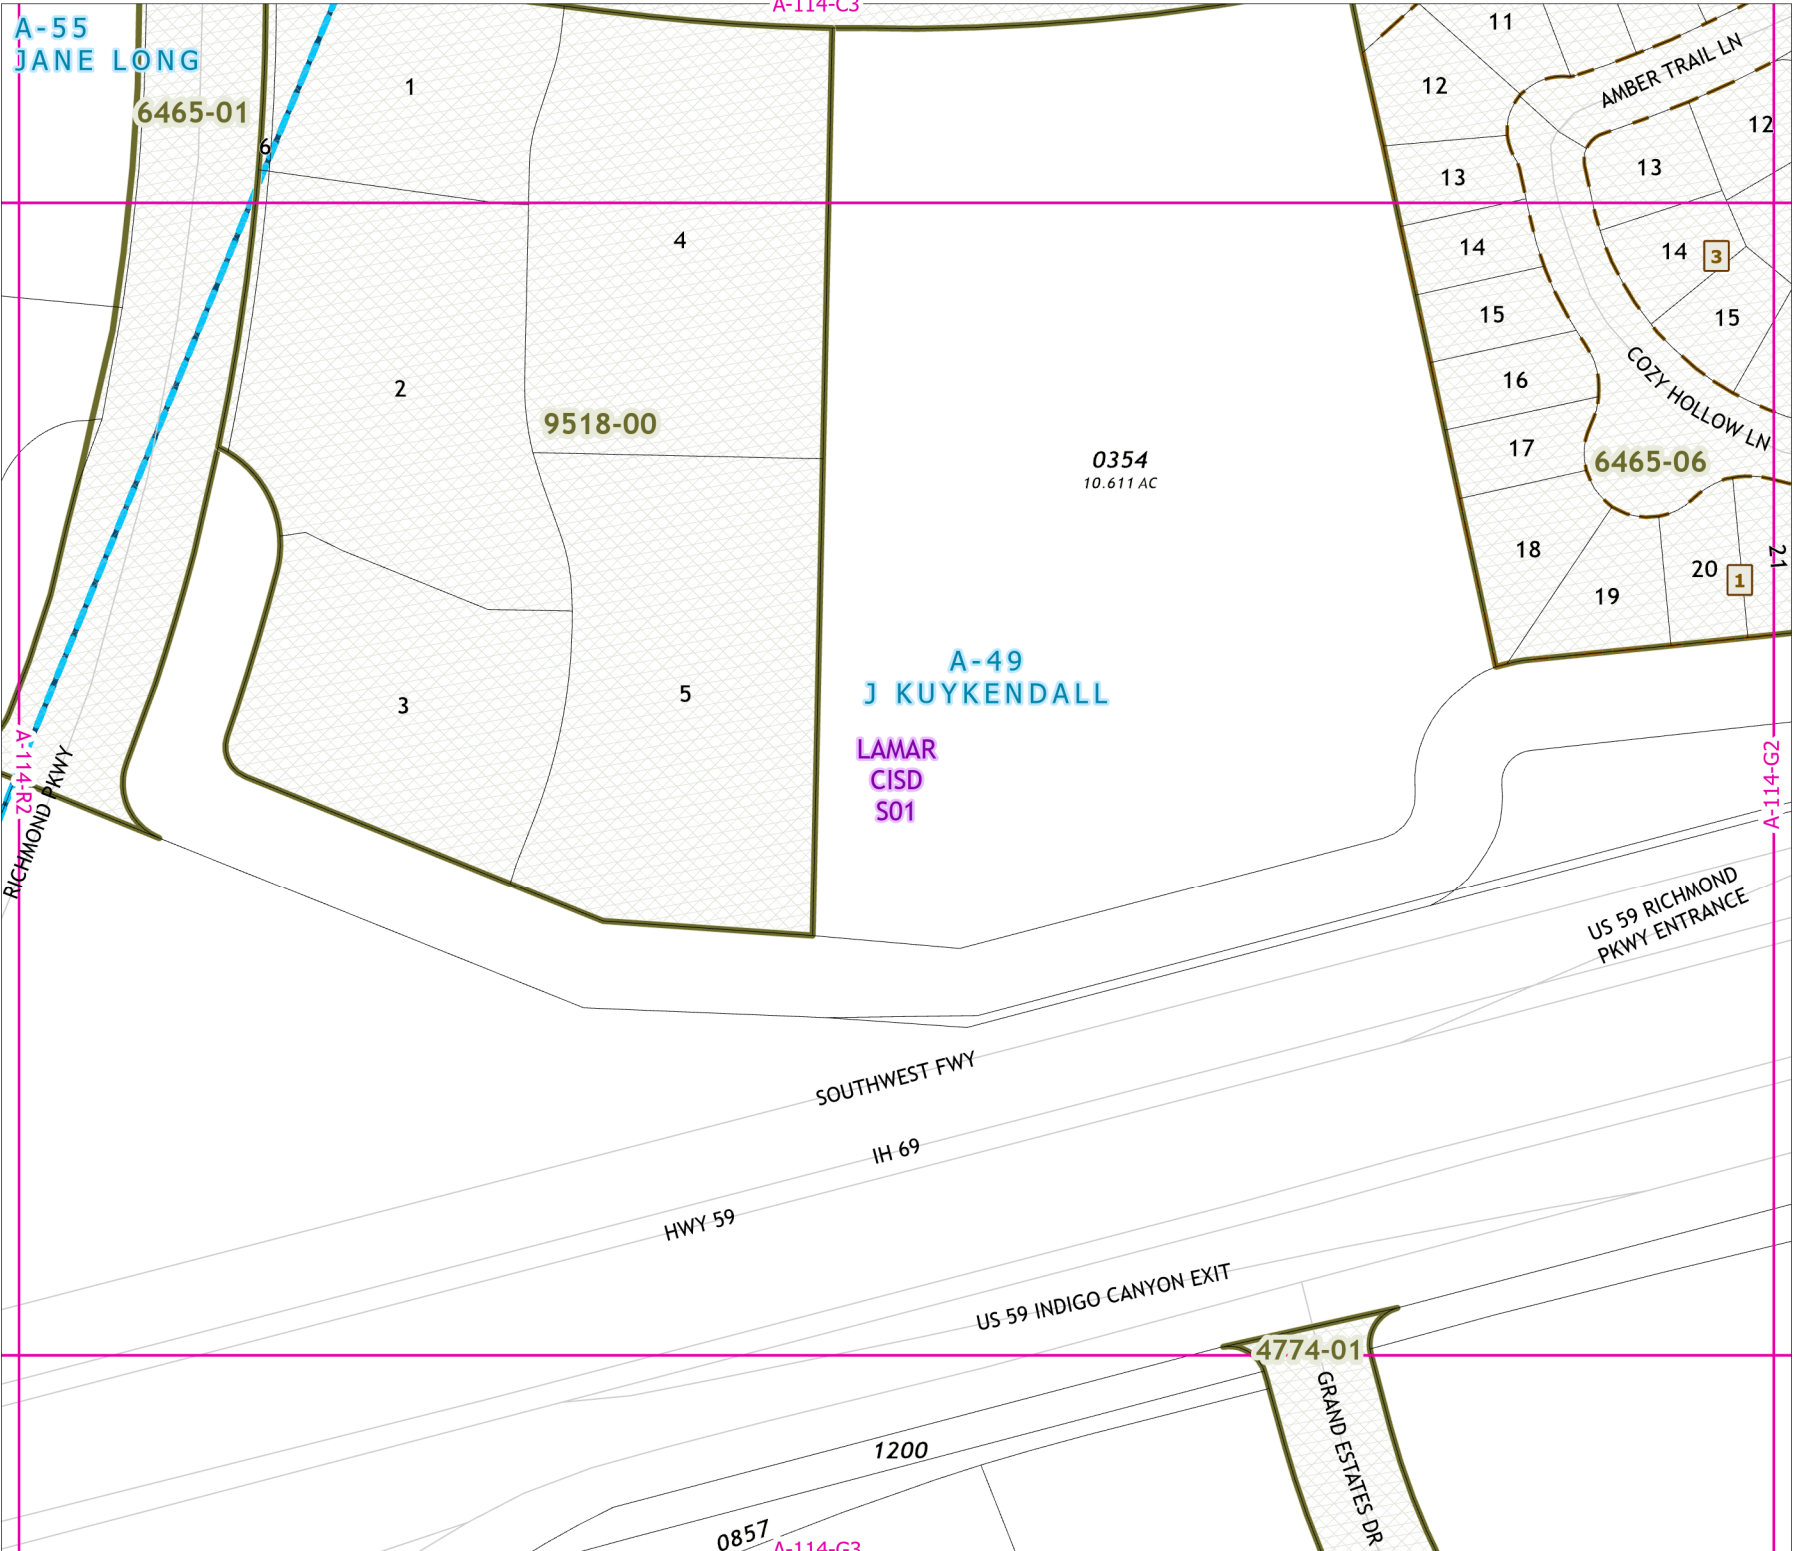 A-114-C3
A-55
JANE LONG
6465-01
6
1
11
AMBER TRAIL LN
12
12
13
13
4
14
14
3
15
15
2
16
COZY HOLLOW LN
9518-00
17
6465-06
0354
10.611 AC
18
19
20
1
21
A-49
J KUYKENDALL
3
5
LAMAR
CISD
S01
A-114-R2
RICHMOND PKWY
A-114-G2
US 59 RICHMOND
PKWY ENTRANCE
SOUTHWEST FWY
IH 69
HWY 59
US 59 INDIGO CANYON EXIT
4774-01
GRAND ESTATES DR
1200
0857
A-114-G3